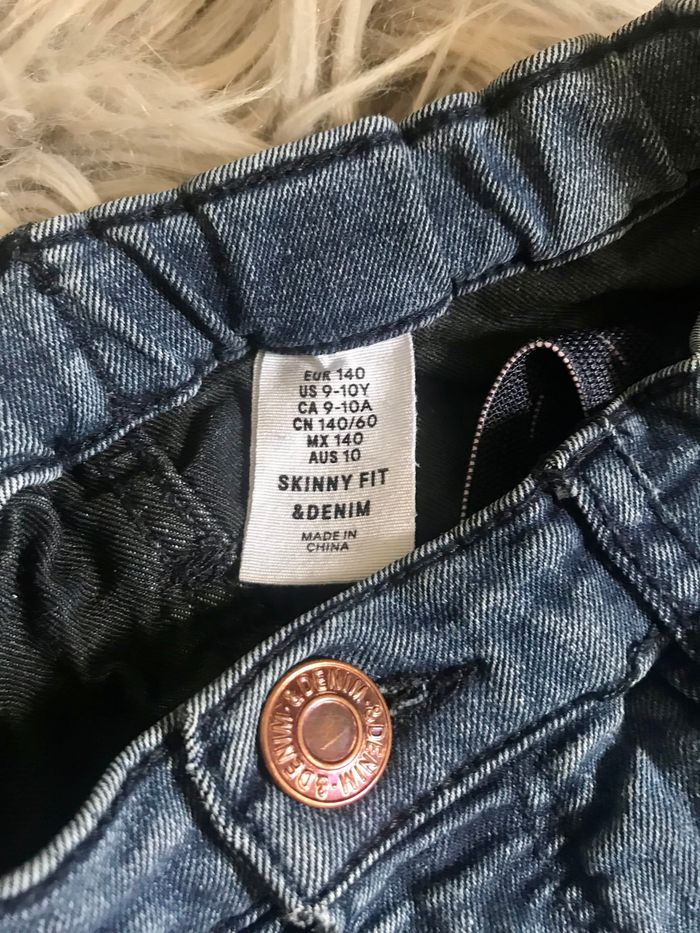 EUR 140
US 9-10Y
CA 9-10A
CN 140/60
MX 140
AUS 10
SKINNY FIT
&DENIM
MADE IN
CHINA
&DENIM·&DENIM·&DENIM·